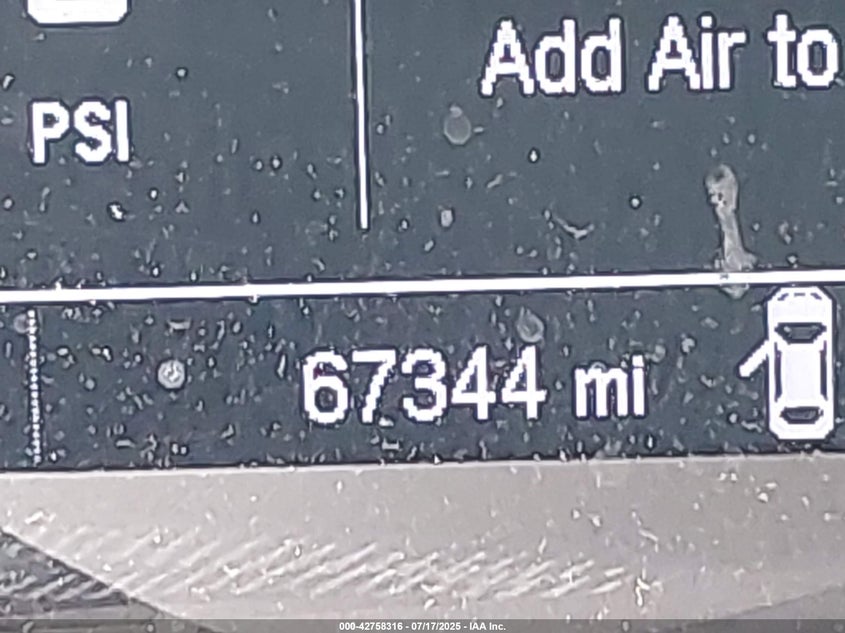 Add Air to
PSI
67344 mi
000-42758316 - 07/17/2025 - IAA Inc.